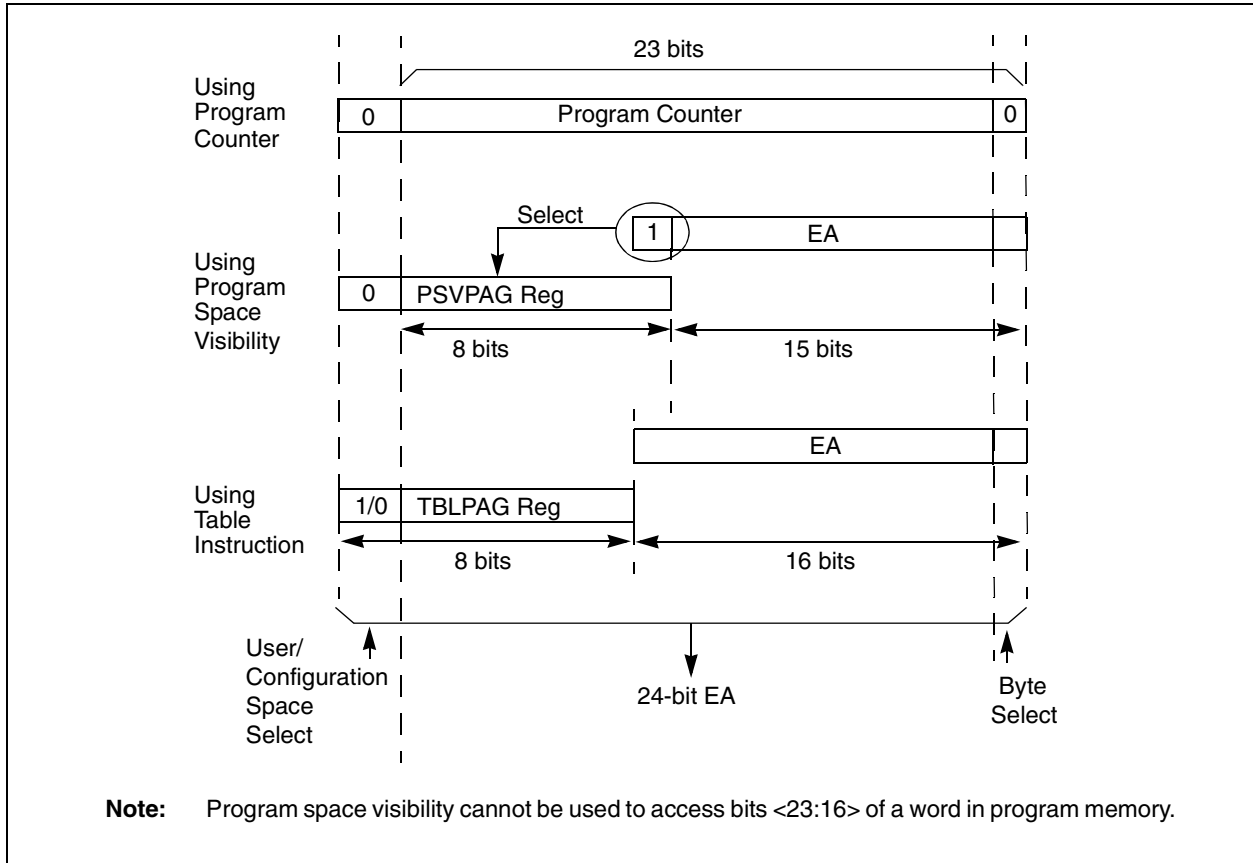 23 bits
Using
Program
Counter
0
Program Counter
0
Select
1
EA
Using
Program
Space
Visibility
0
PSVPAG Reg
8 bits
15 bits
EA
Using
Table
Instruction
1/0
TBLPAG Reg
8 bits
16 bits
User/
Configuration
Space
Select
24-bit EA
Byte
Select
Note: Program space visibility cannot be used to access bits <23:16> of a word in program memory.